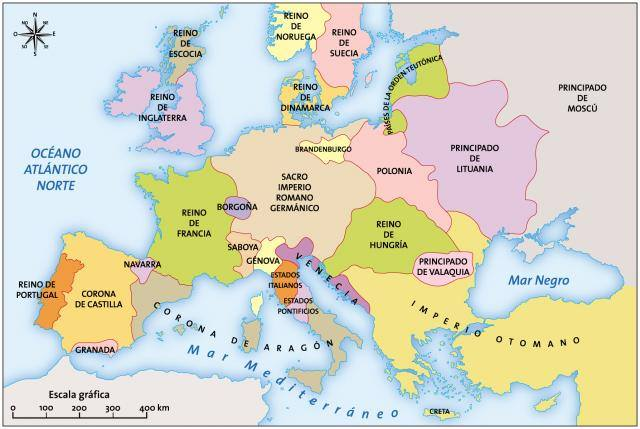 N
NO
NE
O
E
SO
SE
S
OCÉANO
ATLÁNTICO
NORTE
REINO
DE
ESCOCIA
REINO
DE
INGLATERRA
REINO
DE
NORUEGA
REINO
DE
SUECIA
REINO
DE
DINAMARCA
PAÍSES DE LA ORDEN TEUTÓNICA
PRINCIPADO
DE
MOSCÚ
BRANDENBURGO
POLONIA
PRINCIPADO
DE
LITUANIA
SACRO
IMPERIO
ROMANO
GERMÁNICO
REINO
DE
FRANCIA
BORGOÑA
SABOYA
GÉNOVA
VENECIA
REINO
DE
HUNGRÍA
PRINCIPADO
DE VALAQUIA
ESTADOS
ITALIANOS
ESTADOS
PONTIFICIOS
NAVARRA
REINO DE
PORTUGAL
CORONA
DE CASTILLA
GRANADA
CORONA DE ARAGÓN
Mar Negro
IMPERIO OTOMANO
Mar Mediterráneo
CRETA
Escala gráfica
0 100 200 300 400 km